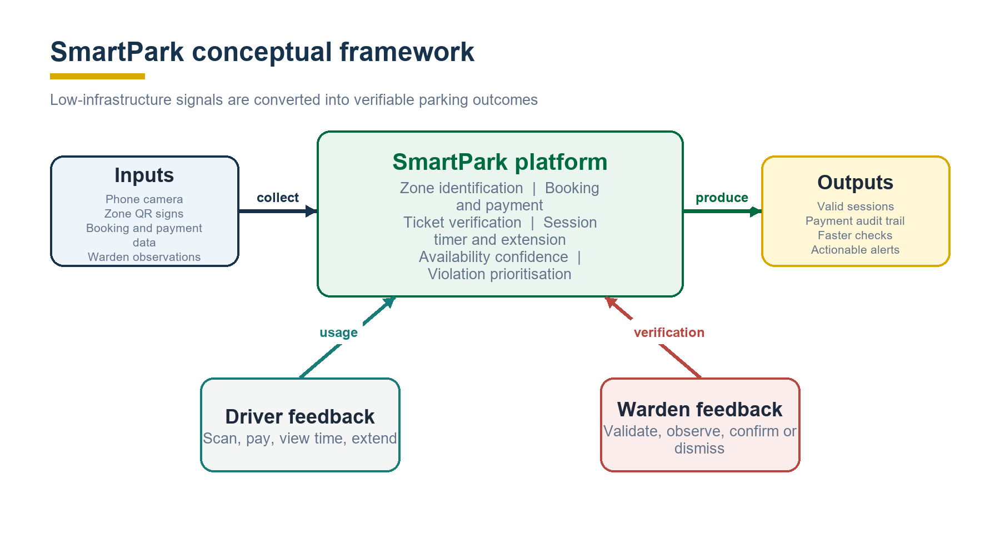 SmartPark conceptual framework
Low-infrastructure signals are converted into verifiable parking outcomes
Inputs
Phone camera
Zone QR signs
Booking and payment
data
Warden observations
collect
SmartPark platform
Zone identification | Booking
and payment
Ticket verification | Session
timer and extension
Availability confidence |
Violation prioritisation
produce
Outputs
Valid sessions
Payment audit trail
Faster checks
Actionable alerts
usage
verification
Driver feedback
Scan, pay, view time, extend
Warden feedback
Validate, observe, confirm or
dismiss